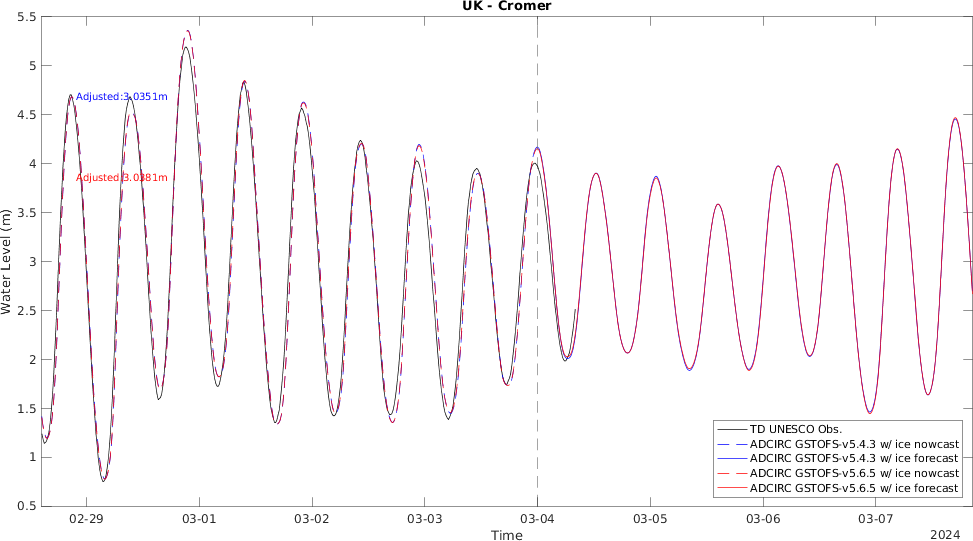 UK - Cromer
5.5
5
4.5
4
3.5
3
2.5
2
1.5
1
0.5
Water Level (m)
Adjusted:3.0351m
Adjusted:3.0381m
TD UNESCO Obs.
ADCIRC GSTOFS-v5.4.3 w/ ice nowcast
ADCIRC GSTOFS-v5.4.3 w/ ice forecast
ADCIRC GSTOFS-v5.6.5 w/ ice nowcast
ADCIRC GSTOFS-v5.6.5 w/ ice forecast
02-29 03-01 03-02 03-03 03-04 03-05 03-06 03-07
Time
2024